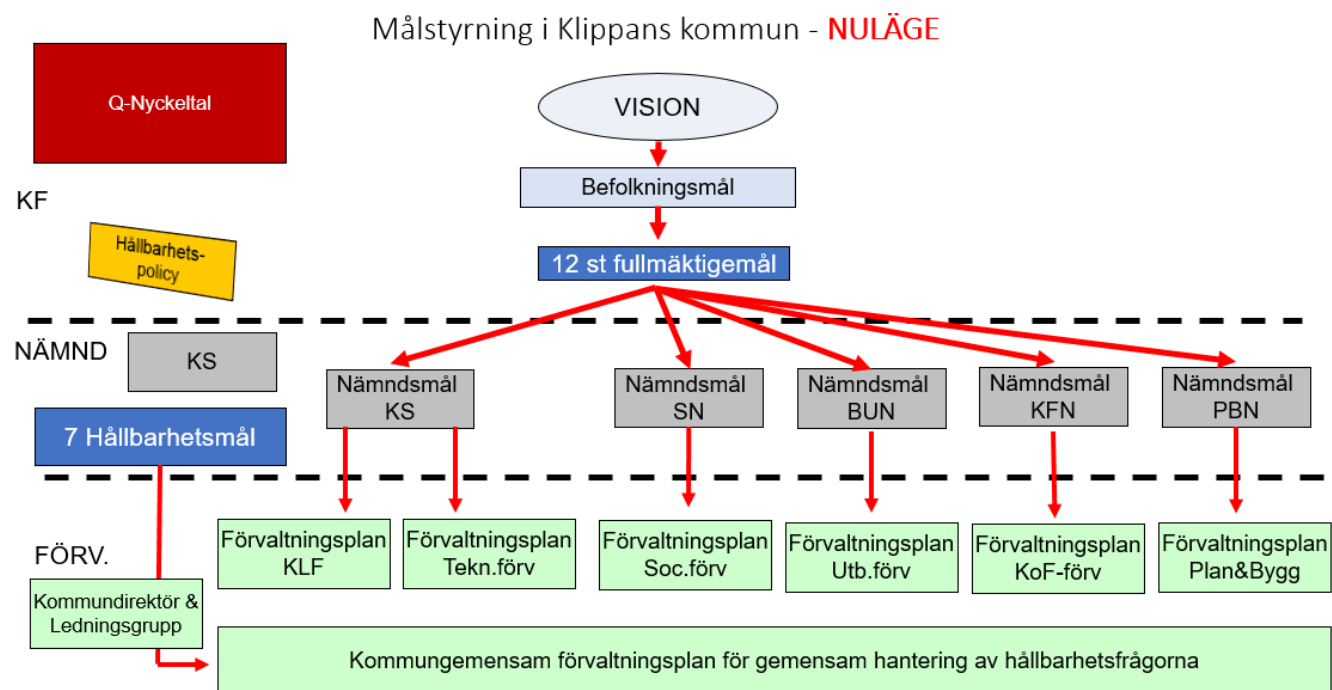 Målstyrning i Klippans kommun - NULÄGE
Q-Nyckeltal
VISION
Befolkningsmål
KF
Hållbarhets-
policy
12 st fullmäktigemål
NÄMND
KS
Nämndsmål
KS
Nämndsmål
SN
Nämndsmål
BUN
Nämndsmål
KFN
Nämndsmål
PBN
7 Hållbarhetsmål
FÖRV.
Förvaltningsplan
KLF
Förvaltningsplan
Tekn.förv
Förvaltningsplan
Soc.förv
Förvaltningsplan
Utb.förv
Förvaltningsplan
KoF-förv
Förvaltningsplan
Plan&Bygg
Kommundirektör &
Ledningsgrupp
Kommungemensam förvaltningsplan för gemensam hantering av hållbarhetsfrågorna